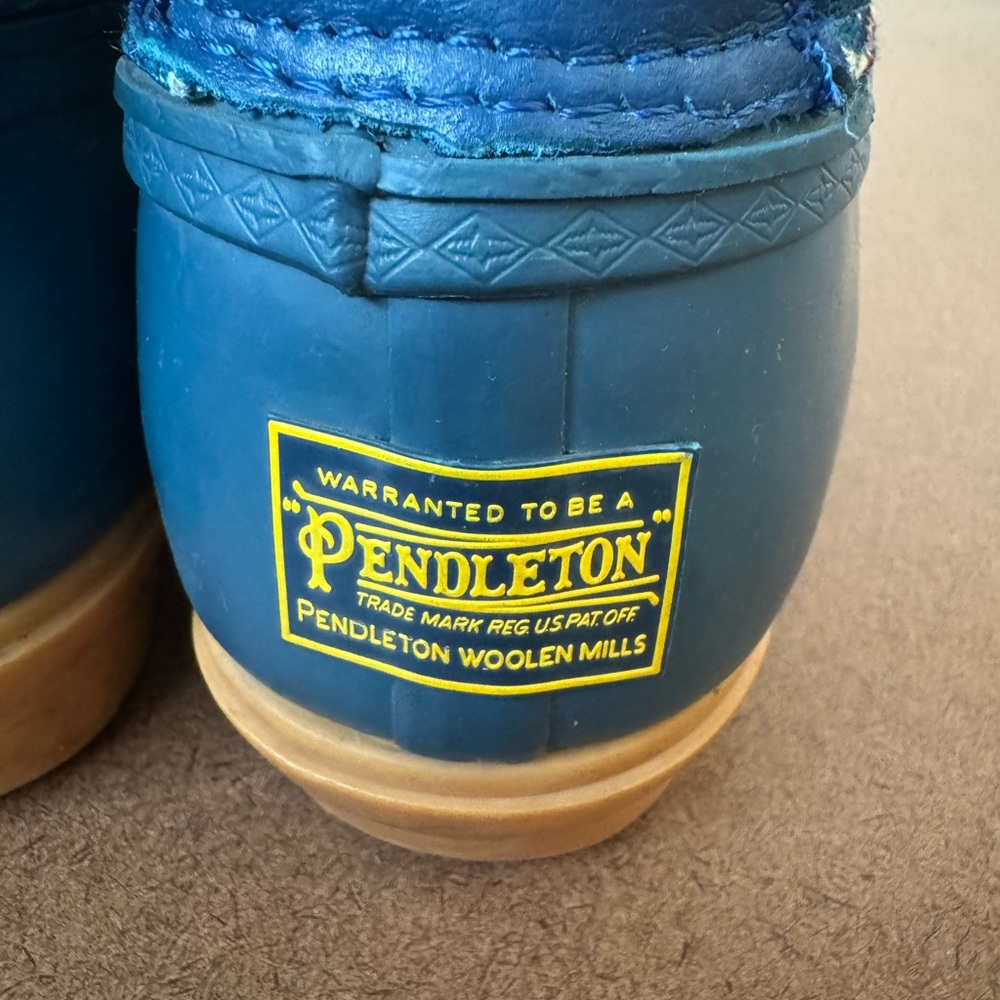 WARRANTED TO BE A
"PENDLETON"
TRADE MARK REG. U.S. PAT. OFF.
PENDLETON WOOLEN MILLS